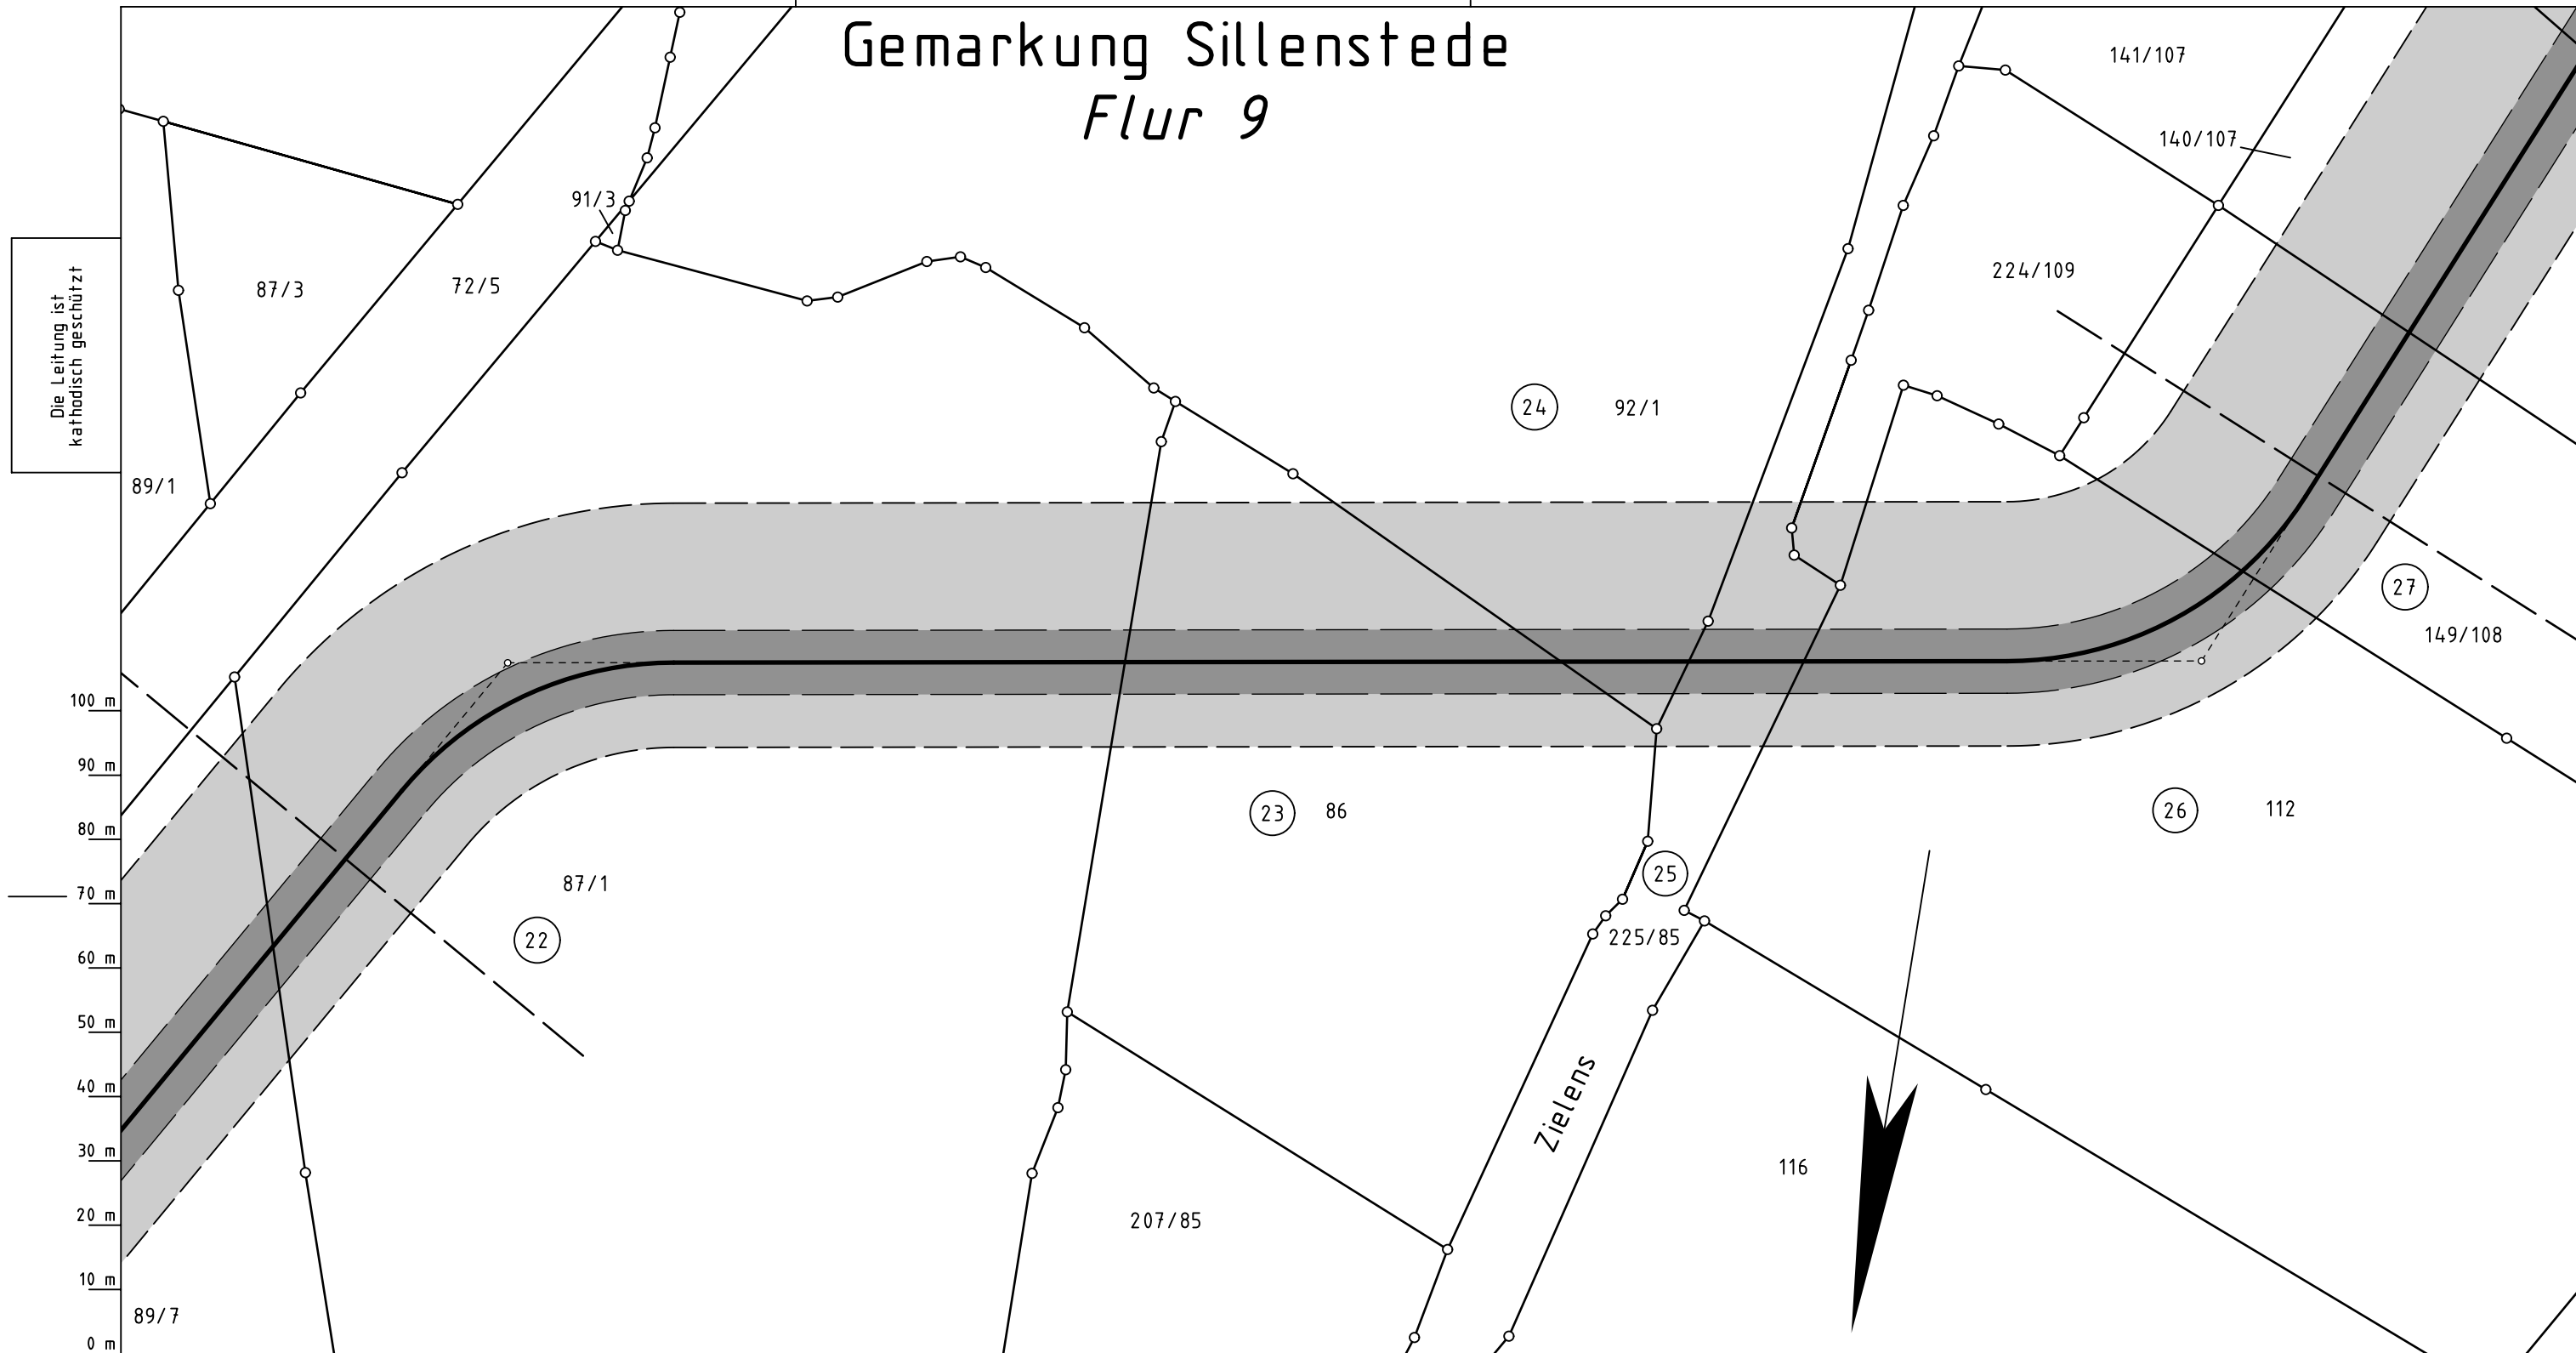 Gemarkung Sillenstede
Flur 9
141/107
140/107
91/3
224/109
87/3
72/5
Die Leitung ist
kathodisch geschützt
24
92/1
89/1
27
149/108
100 m
90 m
80 m
70 m
60 m
50 m
40 m
30 m
20 m
10 m
0 m
23
86
26
112
25
87/1
22
225/85
Zielens
116
207/85
89/7